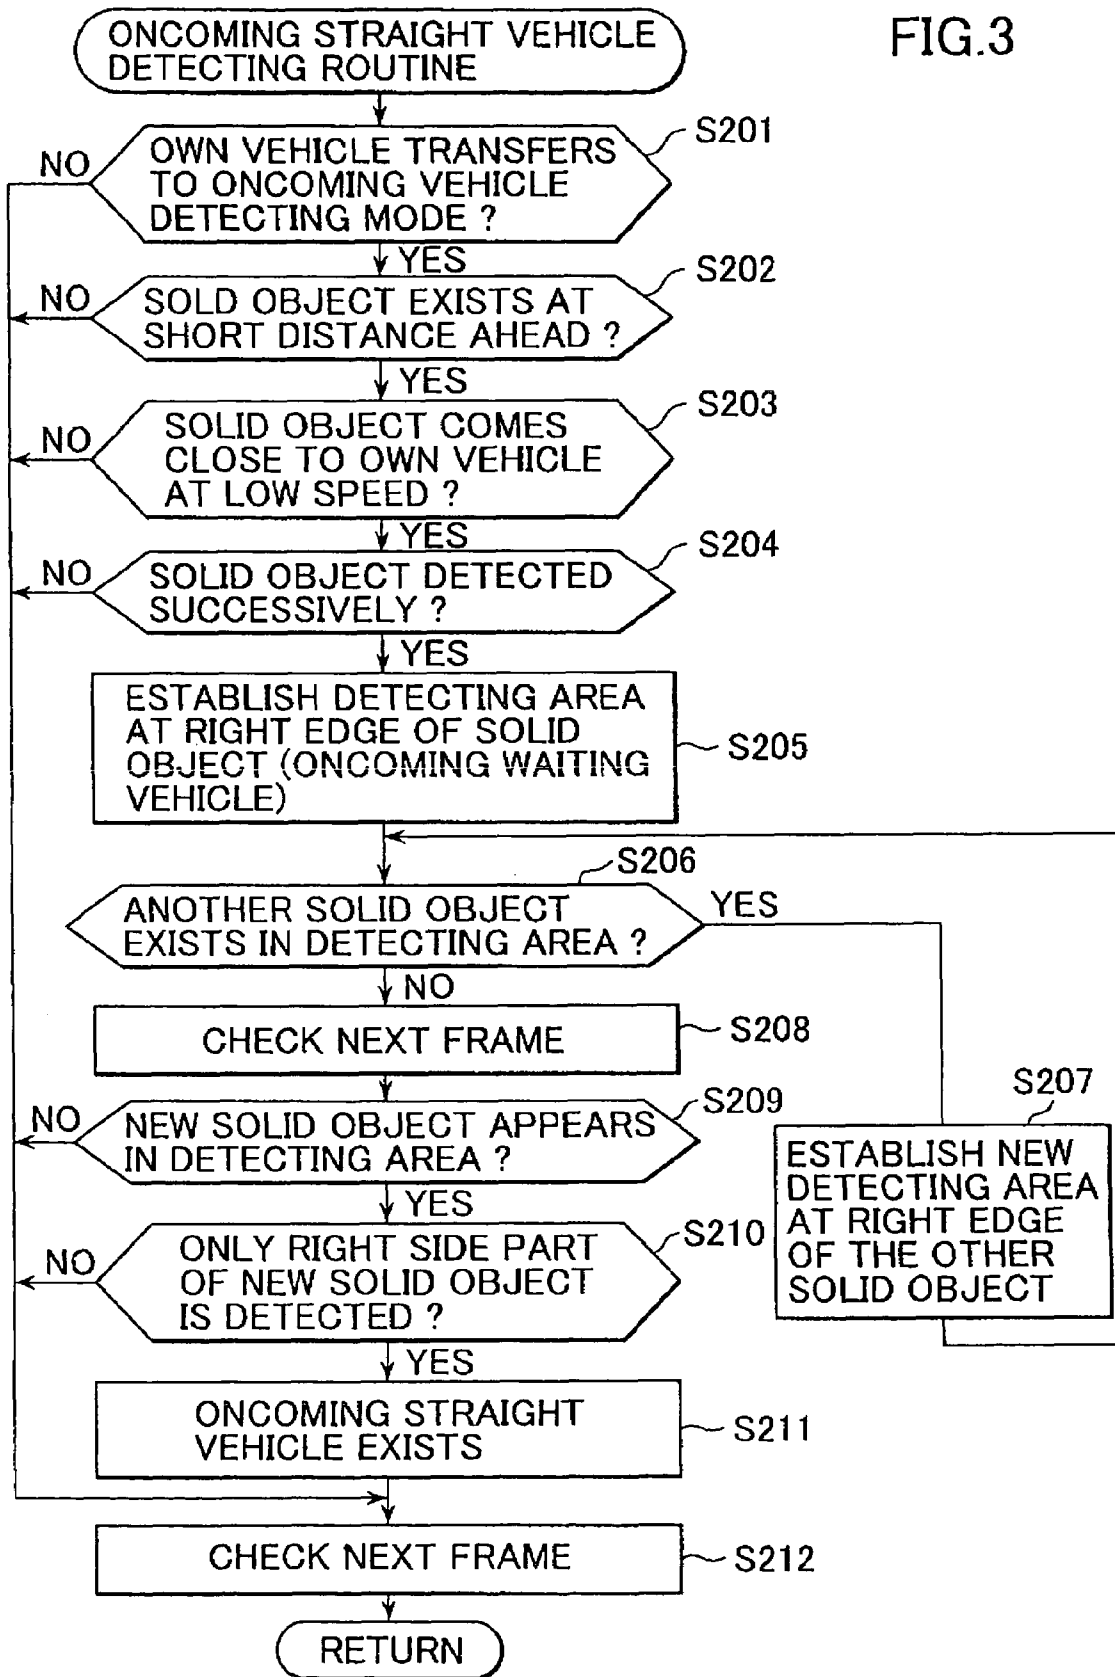 FIG.3
ONCOMING STRAIGHT VEHICLE
DETECTING ROUTINE
S201
NO
OWN VEHICLE TRANSFERS
TO ONCOMING VEHICLE
DETECTING MODE ?
YES
S202
NO
SOLD OBJECT EXISTS AT
SHORT DISTANCE AHEAD ?
YES
S203
NO
SOLID OBJECT COMES
CLOSE TO OWN VEHICLE
AT LOW SPEED ?
YES
S204
NO
SOLID OBJECT DETECTED
SUCCESSIVELY ?
YES
ESTABLISH DETECTING AREA
AT RIGHT EDGE OF SOLID
OBJECT (ONCOMING WAITING
VEHICLE)
S205
S206
ANOTHER SOLID OBJECT
EXISTS IN DETECTING AREA ?
YES
NO
CHECK NEXT FRAME
S208
S207
ESTABLISH NEW
DETECTING AREA
AT RIGHT EDGE
OF THE OTHER
SOLID OBJECT
S209
NO
NEW SOLID OBJECT APPEARS
IN DETECTING AREA ?
YES
S210
NO
ONLY RIGHT SIDE PART
OF NEW SOLID OBJECT
IS DETECTED ?
YES
ONCOMING STRAIGHT
VEHICLE EXISTS
S211
CHECK NEXT FRAME
S212
RETURN